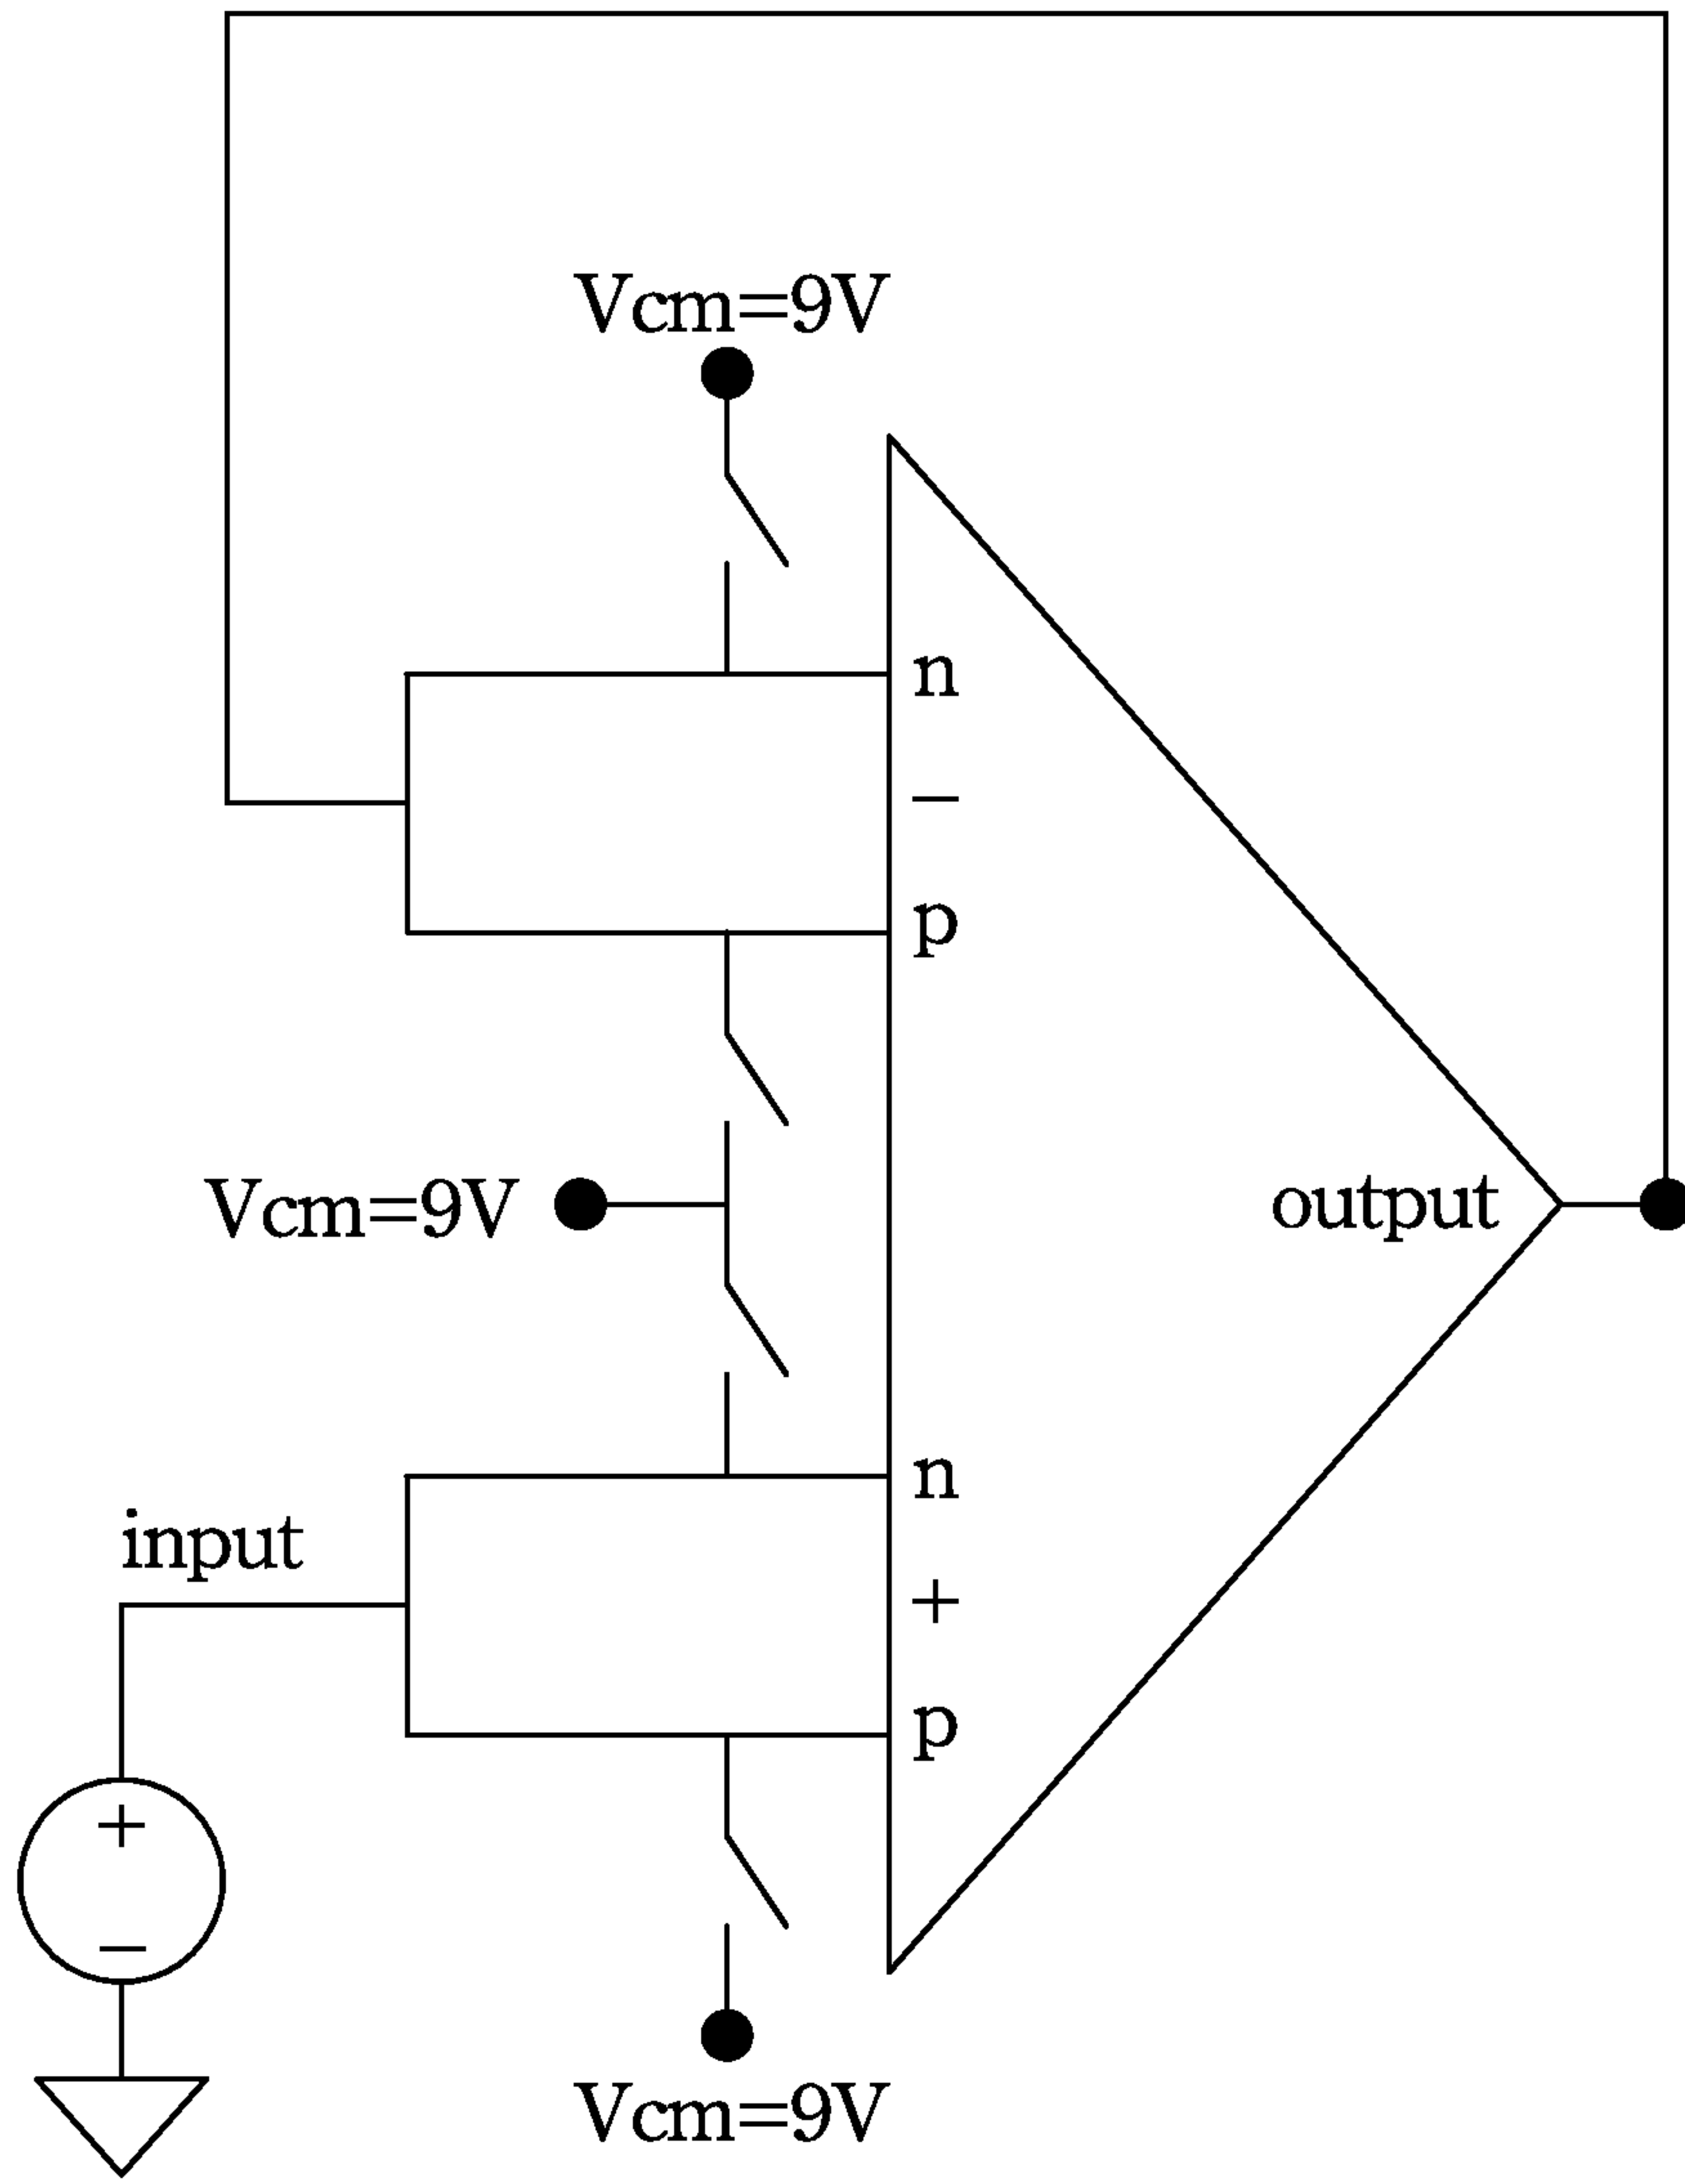 Vcm=9V
n
−
p
Vcm=9V
output
n
input
+
p
+
−
Vcm=9V